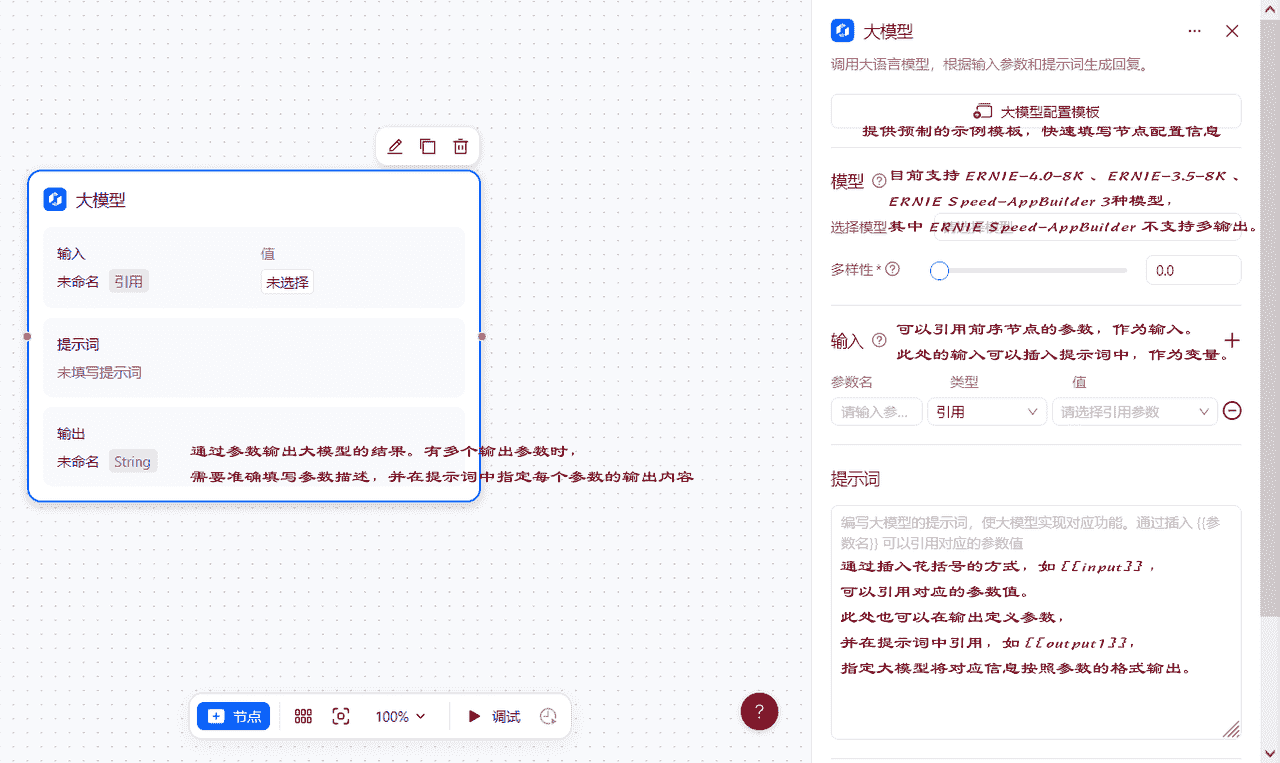 大模型
输入
值
未命名 引用
未选择
提示词
未填写提示词
输出
未命名 String
通过参数输出大模型的结果。有多个输出参数时，
需要准确填写参数描述，并在提示词中指定每个参数的输出内容
节点
100%
调试
?
大模型
调用大语言模型，根据输入参数和提示词生成回复。
大模型配置模板
提供预制的示例模板，快速填写节点配置信息
模型
目前支持 ERNIE-4.0-8K 、ERNIE-3.5-8K 、
ERNIE Speed-AppBuilder 3种模型，
选择模型
其中 ERNIE Speed-AppBuilder 不支持多输出。
多样性*
0.0
输入
可以引用前序节点的参数，作为输入。
此处的输入可以插入提示词中，作为变量。
参数名 类型 值
请输入参... 引用 请选择引用参数
提示词
编写大模型的提示词，使大模型实现对应功能。通过插入 {{参
数名}} 可以引用对应的参数值
通过插入花括号的方式，如{{input}}，
可以引用对应的参数值。
此处也可以在输出定义参数，
并在提示词中引用，如{{output1}}，
指定大模型将对应信息按照参数的格式输出。